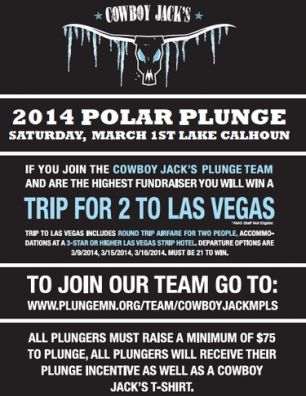 COWBOY JACK'S
2014 POLAR PLUNGE
SATURDAY, MARCH 1ST LAKE CALHOUN
IF YOU JOIN THE COWBOY JACK'S PLUNGE TEAM
AND ARE THE HIGHEST FUNDRAISER YOU WILL WIN A
TRIP FOR 2 TO LAS VEGAS
*AMG Staff Not Eligible
TRIP TO LAS VEGAS INCLUDES ROUND TRIP AIRFARE FOR TWO PEOPLE, ACCOMMO-
DATIONS AT A 3-STAR OR HIGHER LAS VEGAS STRIP HOTEL. DEPARTURE OPTIONS ARE
3/9/2014, 3/15/2014, 3/16/2014. MUST BE 21 TO WIN.
TO JOIN OUR TEAM GO TO:
WWW.PLUNGEMN.ORG/TEAM/COWBOYJACKMPLS
ALL PLUNGERS MUST RAISE A MINIMUM OF $75
TO PLUNGE, ALL PLUNGERS WILL RECEIVE THEIR
PLUNGE INCENTIVE AS WELL AS A COWBOY
JACK'S T-SHIRT.